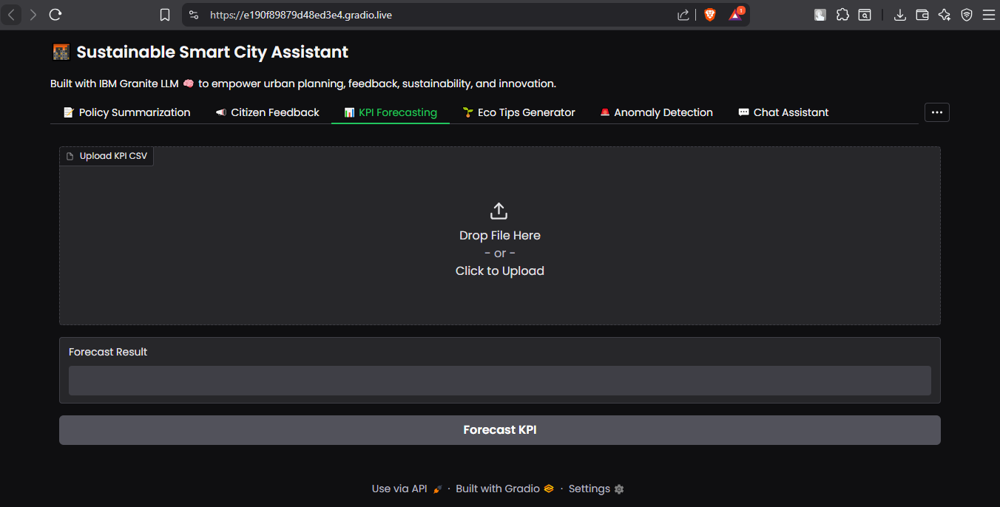 https://e190f89879d48ed3e4.gradio.live
1
Sustainable Smart City Assistant
Built with IBM Granite LLM 🧠 to empower urban planning, feedback, sustainability, and innovation.
📝 Policy Summarization 📢 Citizen Feedback 📊 KPI Forecasting 🌱 Eco Tips Generator 🚨 Anomaly Detection 💬 Chat Assistant
Upload KPI CSV
Drop File Here
- or -
Click to Upload
Forecast Result
Forecast KPI
Use via API 🚀 · Built with Gradio · Settings ⚙️